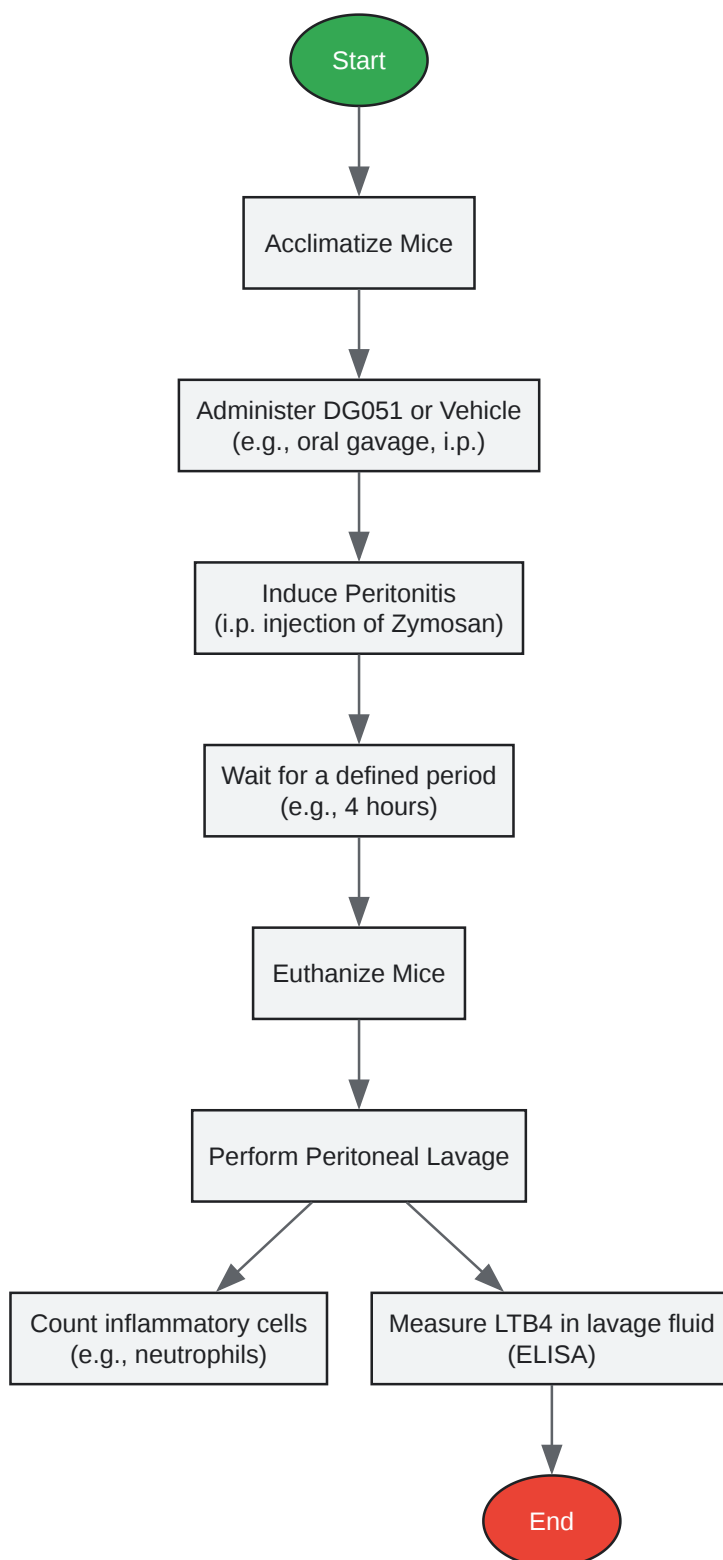 Start
Acclimatize Mice
Administer DG051 or Vehicle
(e.g., oral gavage, i.p.)
Induce Peritonitis
(i.p. injection of Zymosan)
Wait for a defined period
(e.g., 4 hours)
Euthanize Mice
Perform Peritoneal Lavage
Count inflammatory cells
(e.g., neutrophils)
Measure LTB4 in lavage fluid
(ELISA)
End